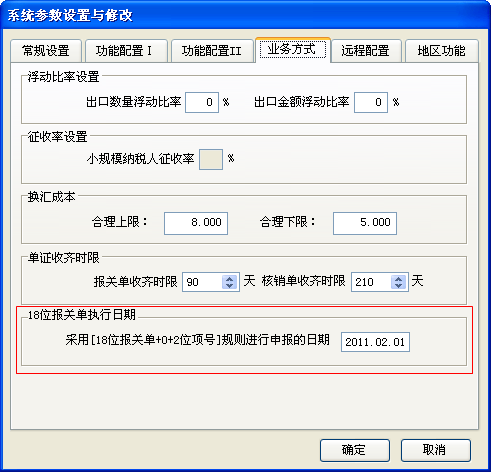 系统参数设置与修改
常规设置 功能配置Ⅰ 功能配置II 业务方式 远程配置 地区功能
浮动比率设置
出口数量浮动比率 0 % 出口金额浮动比率 0 %
征收率设置
小规模纳税人征收率 %
换汇成本
合理上限： 8.000 合理下限： 5.000
单证收齐时限
报关单收齐时限 90 天 核销单收齐时限 210 天
18位报关单执行日期
采用[18位报关单+0+2位项号]规则进行申报的日期 2011.02.01
确定 取消